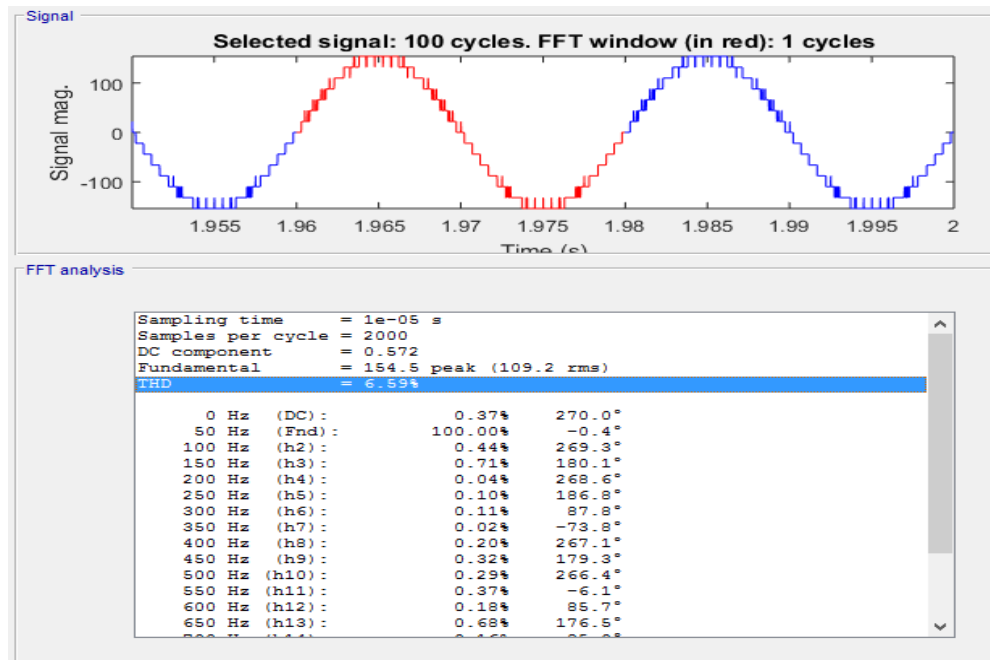 Signal
Selected signal: 100 cycles. FFT window (in red): 1 cycles
Signal mag.
100
0
-100
1.955 1.96 1.965 1.97 1.975 1.98 1.985 1.99 1.995 2
Time (s)
FFT analysis
Sampling time = 1e-05 s
Samples per cycle = 2000
DC component = 0.572
Fundamental = 154.5 peak (109.2 rms)
THD = 6.59%
0 Hz (DC): 0.37% 270.0°
50 Hz (Fnd): 100.00% -0.4°
100 Hz (h2): 0.44% 269.3°
150 Hz (h3): 0.71% 180.1°
200 Hz (h4): 0.04% 268.6°
250 Hz (h5): 0.10% 186.8°
300 Hz (h6): 0.11% 87.8°
350 Hz (h7): 0.02% -73.8°
400 Hz (h8): 0.20% 267.1°
450 Hz (h9): 0.32% 179.3°
500 Hz (h10): 0.29% 266.4°
550 Hz (h11): 0.37% -6.1°
600 Hz (h12): 0.18% 85.7°
650 Hz (h13): 0.68% 176.5°